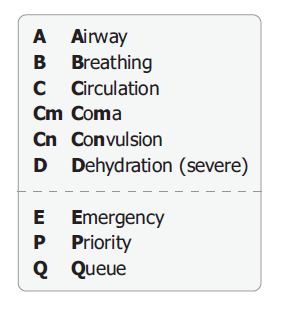 A Airway
B Breathing
C Circulation
Cm Coma
Cn Convulsion
D Dehydration (severe)
E Emergency
P Priority
Q Queue